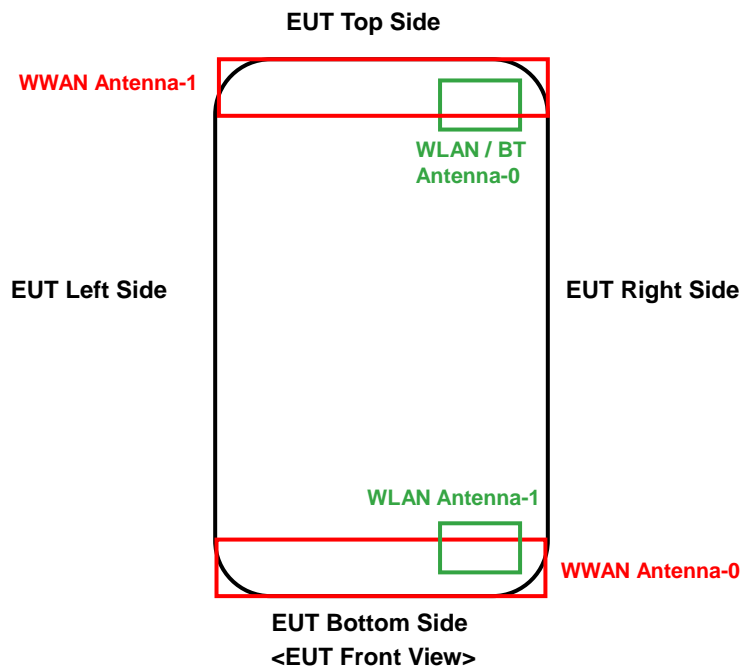 EUT Top Side
WWAN Antenna-1
WLAN / BT
Antenna-0
EUT Left Side
EUT Right Side
WLAN Antenna-1
WWAN Antenna-0
EUT Bottom Side
<EUT Front View>